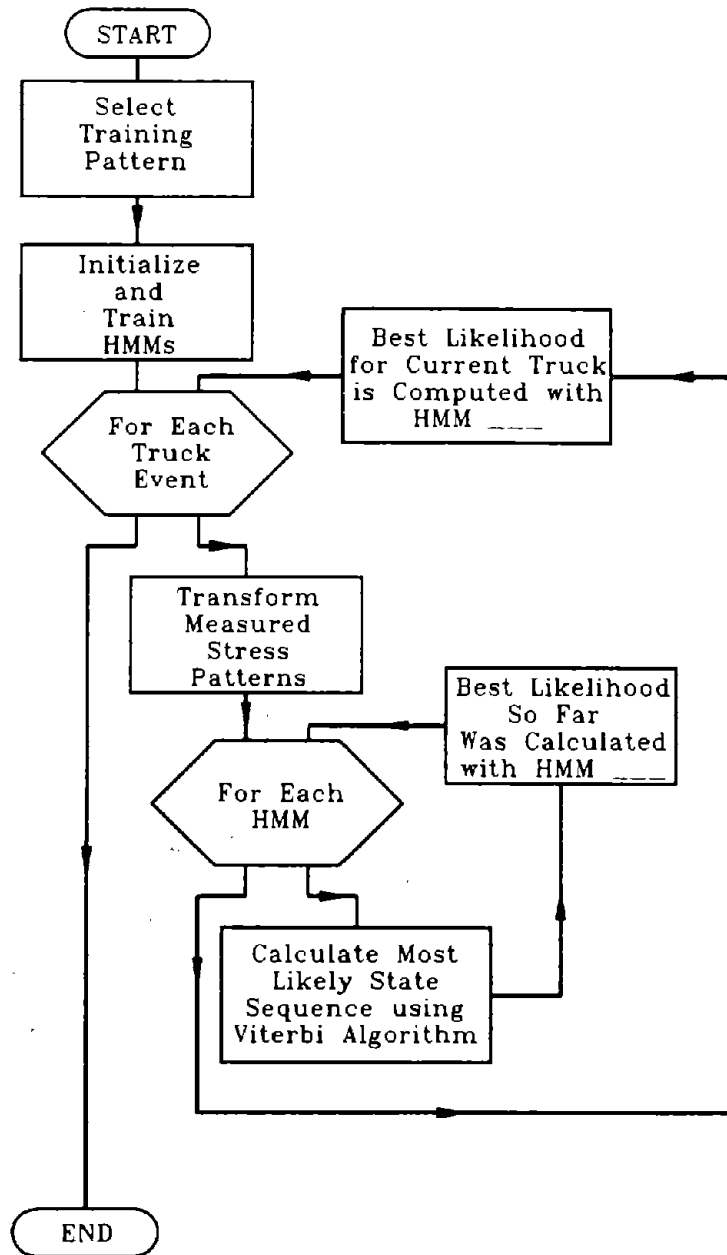 START
Select
Training
Pattern
Initialize
and
Train
HMMs
Best Likelihood
for Current Truck
is Computed with
HMM ___
For Each
Truck
Event
Transform
Measured
Stress
Patterns
Best Likelihood
So Far
Was Calculated
with HMM ___
For Each
HMM
Calculate Most
Likely State
Sequence using
Viterbi Algorithm
END